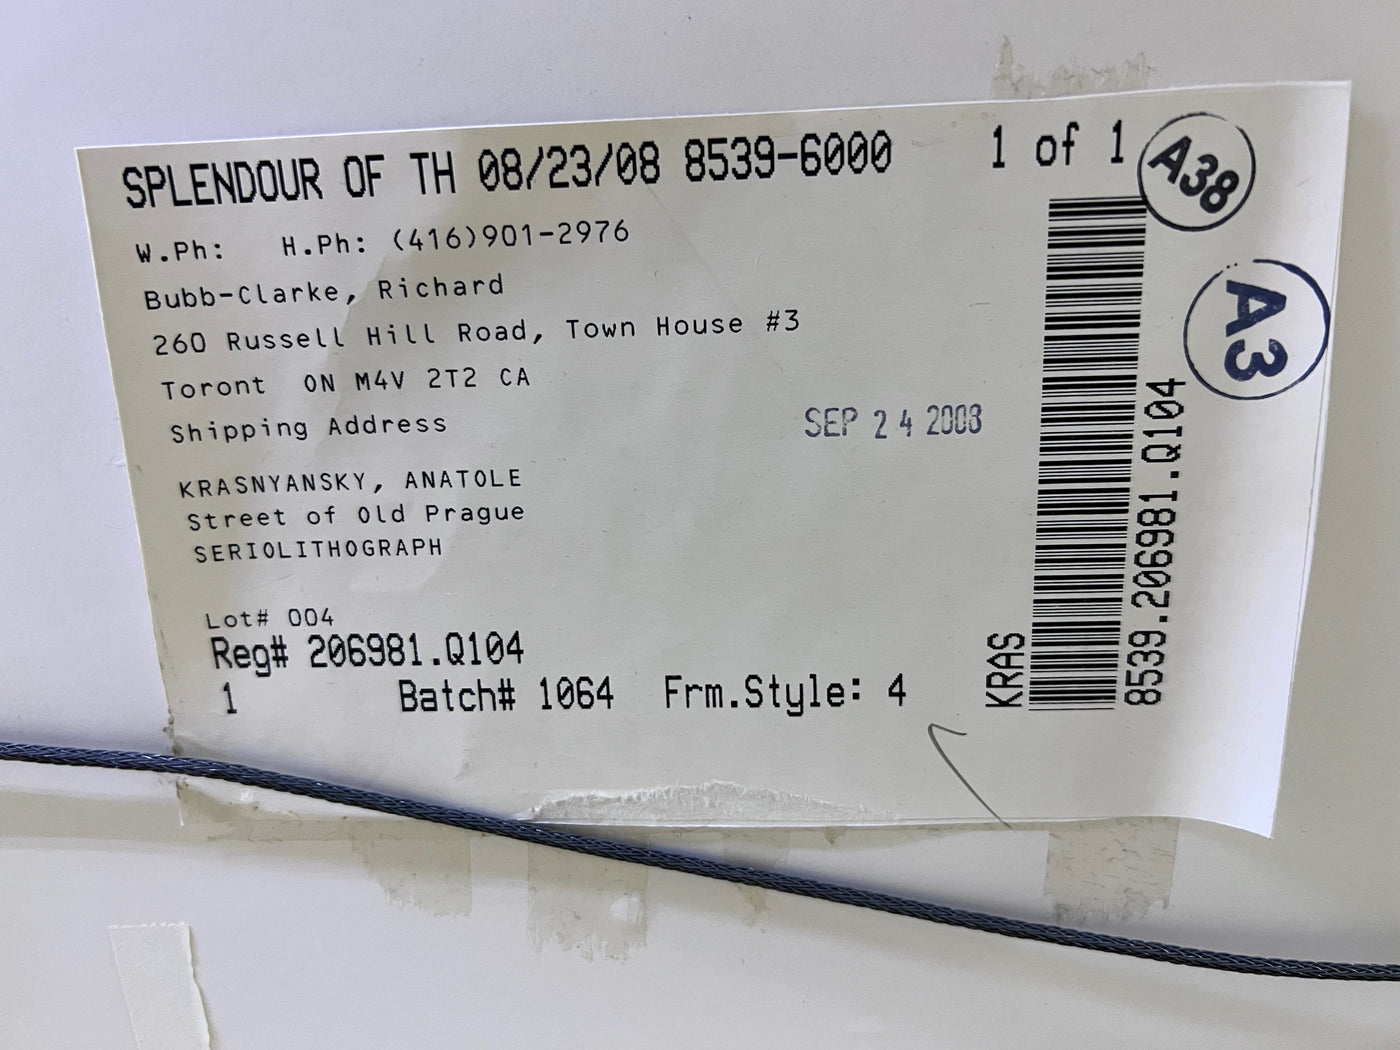 SPLENDOUR OF TH 08/23/08 8539-6000 1 of 1
A38
A3
W.Ph: H.Ph: (416)901-2976
Bubb-Clarke, Richard
260 Russell Hill Road, Town House #3
Toront ON M4V 2T2 CA
Shipping Address
SEP 24 2008
KRASNYANSKY, ANATOLE
Street of Old Prague
SERIOLITHOGRAPH
Lot# 004
Reg# 206981.Q104
1 Batch# 1064 Frm.Style: 4
KRAS
8539.206981.Q104